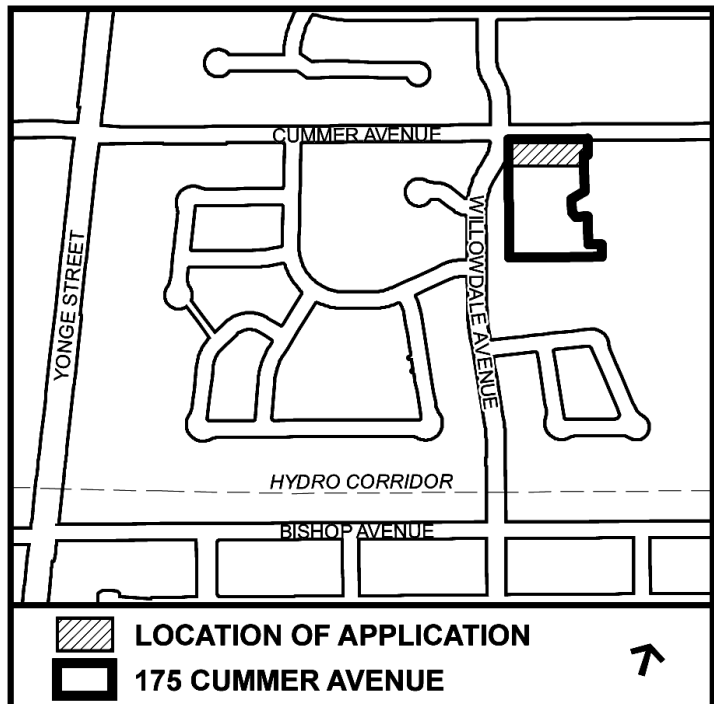 CUMMER AVENUE
WILLOWDALE AVENUE
YONGE STREET
HYDRO CORRIDOR
BISHOP AVENUE
LOCATION OF APPLICATION
175 CUMMER AVENUE